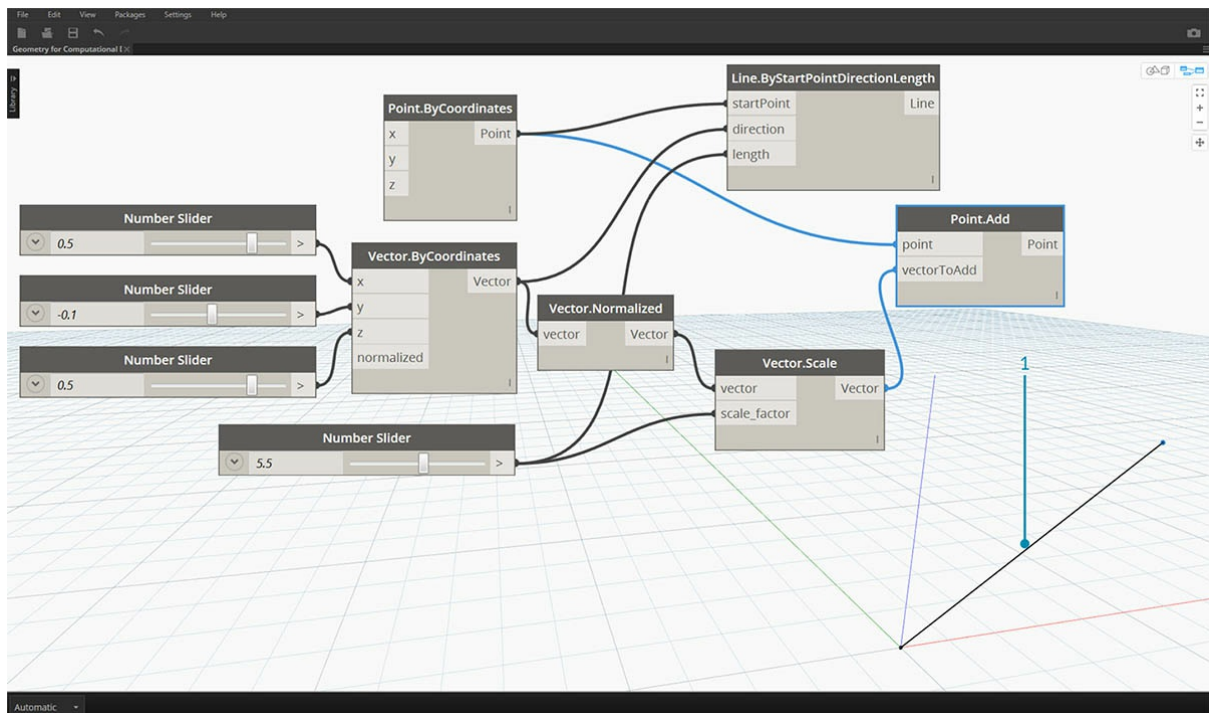 File Edit View Packages Settings Help
Geometry for Computational
Library
Point.ByCoordinates
x Point
y
z
Line.ByStartPointDirectionLength
startPoint Line
direction
length
Number Slider
0.5 >
Number Slider
-0.1 >
Number Slider
0.5 >
Vector.ByCoordinates
x Vector
y
z
normalized
Point.Add
point Point
vectorToAdd
Vector.Normalized
vector Vector
Vector.Scale
vector Vector
scale_factor
Number Slider
5.5 >
1
Automatic